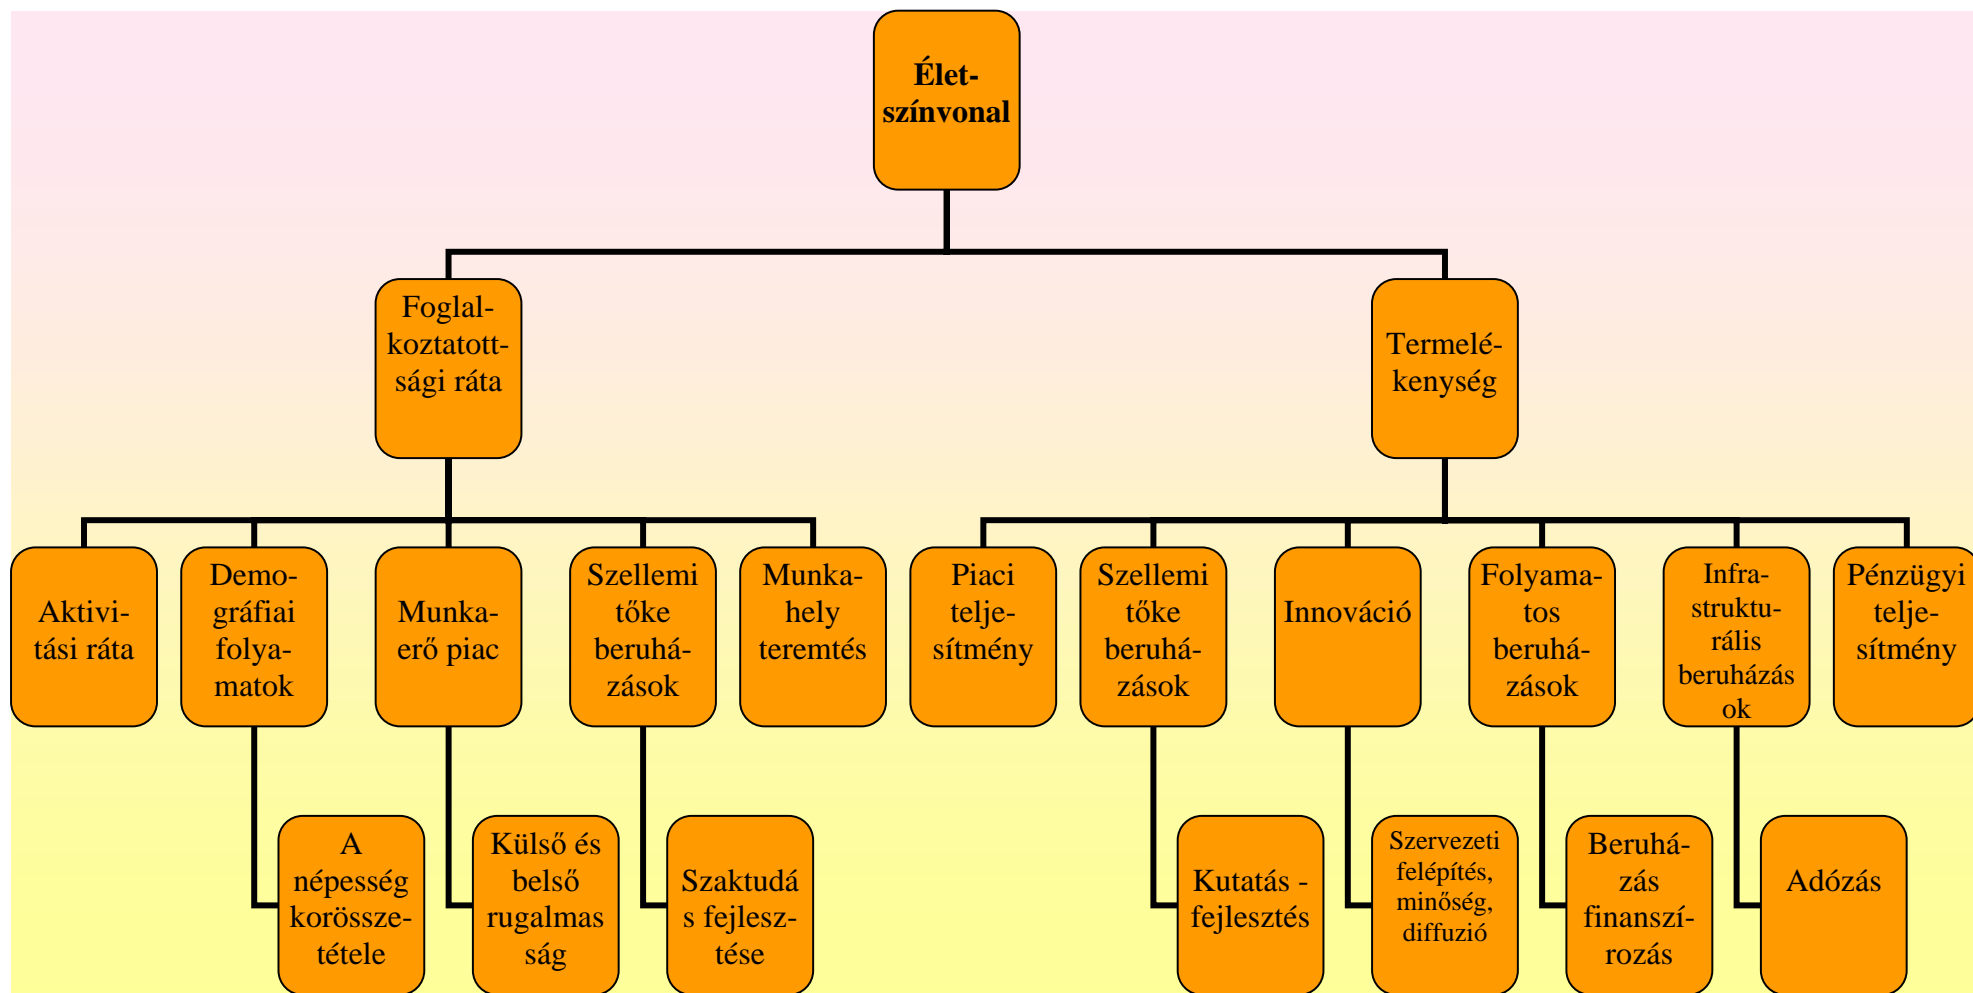 Élet-
színvonal
Foglal-
koztatott-
sági ráta
Termelé-
kenység
Aktivi-
tási ráta
Demo-
gráfiai
folya-
matok
Munka-
erő piac
Szellemi
tőke
beruhá-
zások
Munka-
hely
teremtés
Piaci
telje-
sítmény
Szellemi
tőke
beruhá-
zások
Innováció
Folyama-
tos
beruhá-
zások
Infra-
struktu-
rális
beruházás
ok
Pénzügyi
telje-
sítmény
A
népesség
korössze-
tétele
Külső és
belső
rugalmas
ság
Szaktudá
s fejlesz-
tése
Kutatás -
fejlesztés
Szervezeti
felépítés,
minőség,
diffuzió
Beruhá-
zás
finanszí-
rozás
Adózás